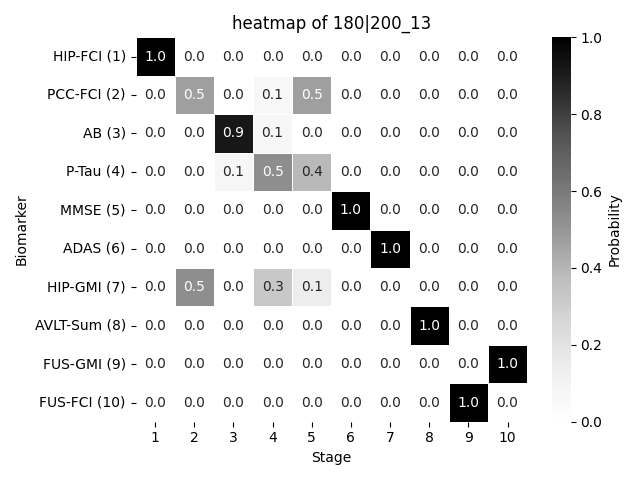 heatmap of 180|200_13
HIP-FCI (1) 1.0 0.0 0.0 0.0 0.0 0.0 0.0 0.0 0.0 0.0
PCC-FCI (2) 0.0 0.5 0.0 0.1 0.5 0.0 0.0 0.0 0.0 0.0
AB (3) 0.0 0.0 0.9 0.1 0.0 0.0 0.0 0.0 0.0 0.0
P-Tau (4) 0.0 0.0 0.1 0.5 0.4 0.0 0.0 0.0 0.0 0.0
MMSE (5) 0.0 0.0 0.0 0.0 0.0 1.0 0.0 0.0 0.0 0.0
ADAS (6) 0.0 0.0 0.0 0.0 0.0 0.0 1.0 0.0 0.0 0.0
HIP-GMI (7) 0.0 0.5 0.0 0.3 0.1 0.0 0.0 0.0 0.0 0.0
AVLT-Sum (8) 0.0 0.0 0.0 0.0 0.0 0.0 0.0 1.0 0.0 0.0
FUS-GMI (9) 0.0 0.0 0.0 0.0 0.0 0.0 0.0 0.0 0.0 1.0
FUS-FCI (10) 0.0 0.0 0.0 0.0 0.0 0.0 0.0 0.0 1.0 0.0
1 2 3 4 5 6 7 8 9 10
Stage
Biomarker
1.0
0.8
0.6
0.4
0.2
0.0
Probability